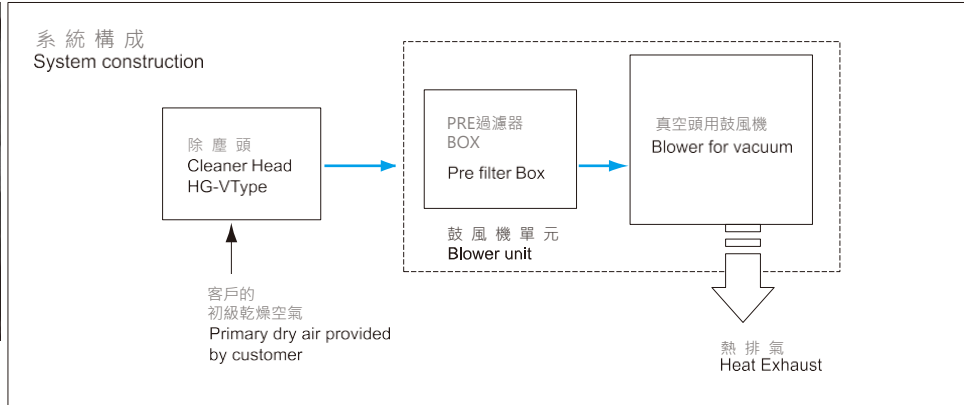 系統構成
System construction
除塵頭
Cleaner Head
HG-VType
PRE過濾器
BOX
Pre filter Box
真空頭用鼓風機
Blower for vacuum
鼓風機單元
Blower unit
客戶的
初級乾燥空氣
Primary dry air provided
by customer
熱排氣
Heat Exhaust